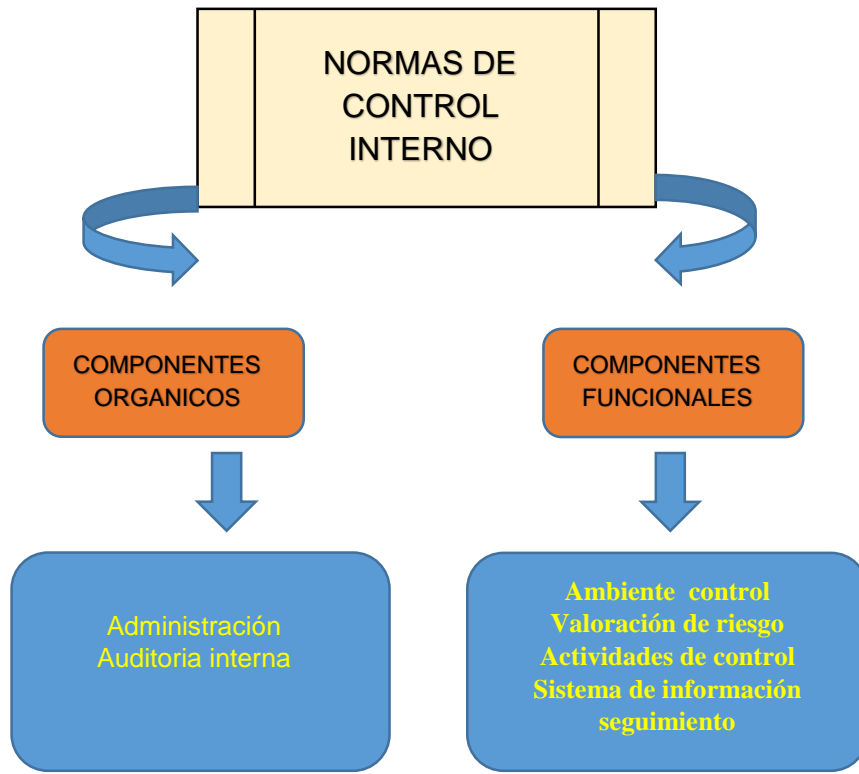 NORMAS DE
CONTROL
INTERNO
COMPONENTES
ORGANICOS
COMPONENTES
FUNCIONALES
Administración
Auditoria interna
Ambiente control
Valoración de riesgo
Actividades de control
Sistema de información
seguimiento